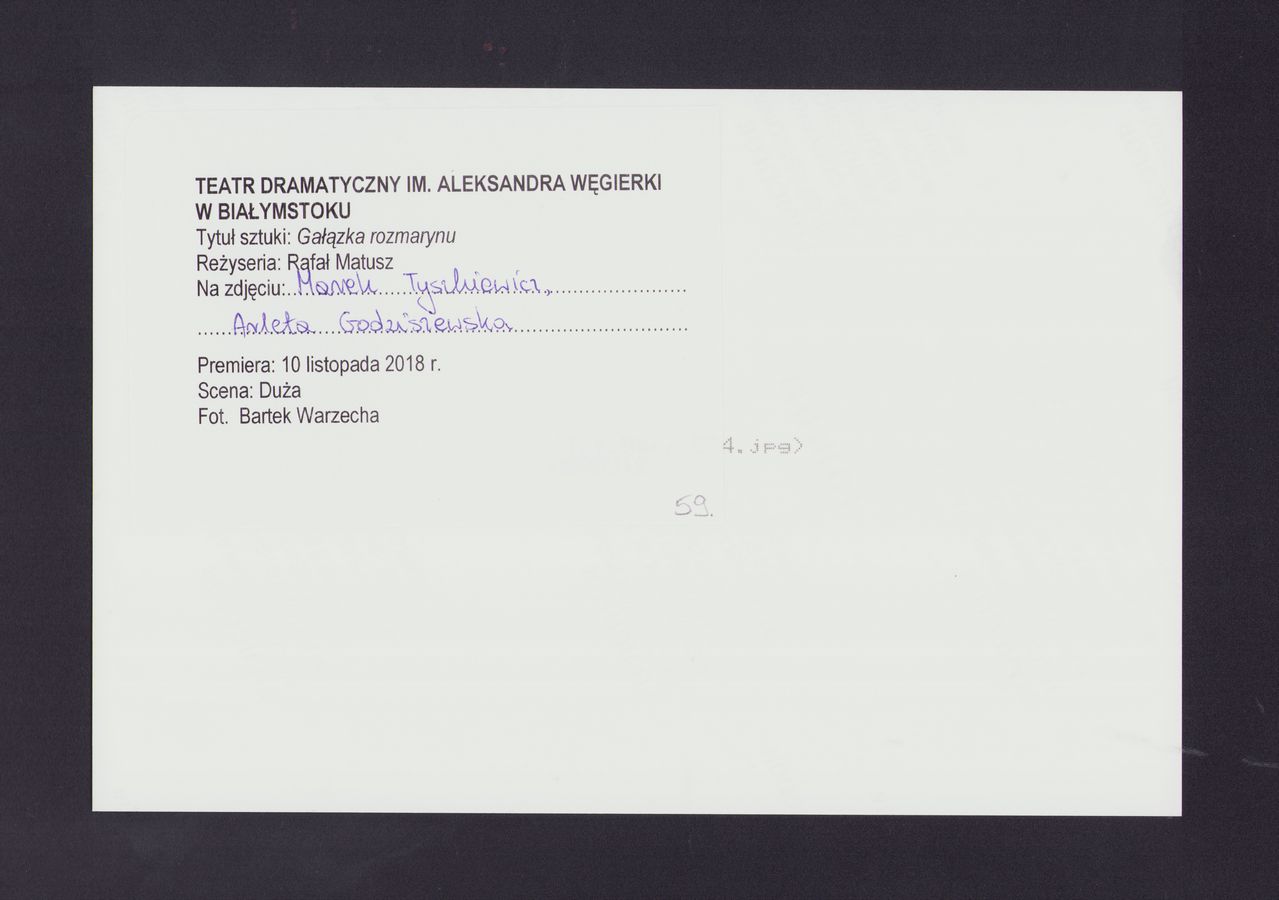 TEATR DRAMATYCZNY IM. ALEKSANDRA WĘGIERKI
W BIAŁYMSTOKU
Tytuł sztuki: Gałązka rozmarynu
Reżyseria: Rafał Matusz
Na zdjęciu: Marek Tyszkiewicz,
Arleta Godziszewska
Premiera: 10 listopada 2018 r.
Scena: Duża
Fot. Bartek Warzecha
4.jpg)
59.